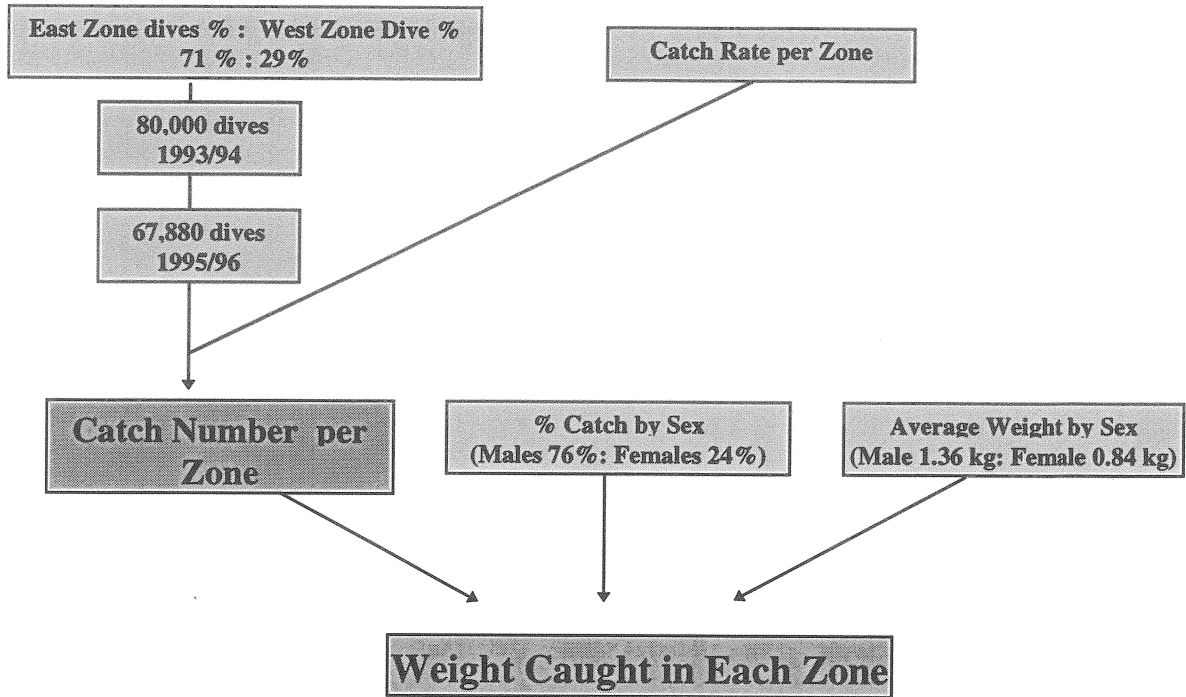 East Zone dives % : West Zone Dive %
71 % : 29%
Catch Rate per Zone
80,000 dives
1993/94
67,880 dives
1995/96
Catch Number per
Zone
% Catch by Sex
(Males 76%: Females 24%)
Average Weight by Sex
(Male 1.36 kg: Female 0.84 kg)
Weight Caught in Each Zone